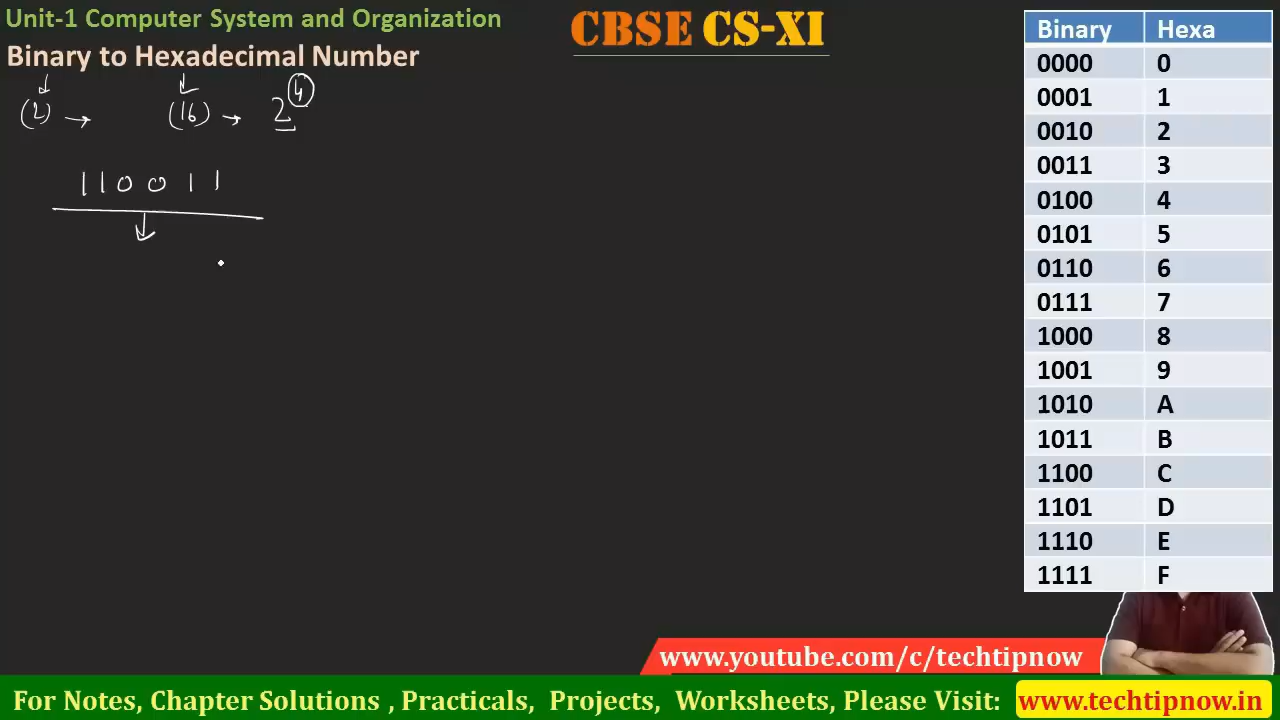 Unit-1 Computer System and Organization
CBSE CS-XI
Binary to Hexadecimal Number
(2) → (16) → 2^4
110011
Binary Hexa
0000 0
0001 1
0010 2
0011 3
0100 4
0101 5
0110 6
0111 7
1000 8
1001 9
1010 A
1011 B
1100 C
1101 D
1110 E
1111 F
www.youtube.com/c/techtipnow
For Notes, Chapter Solutions , Practicals, Projects, Worksheets, Please Visit: www.techtipnow.in